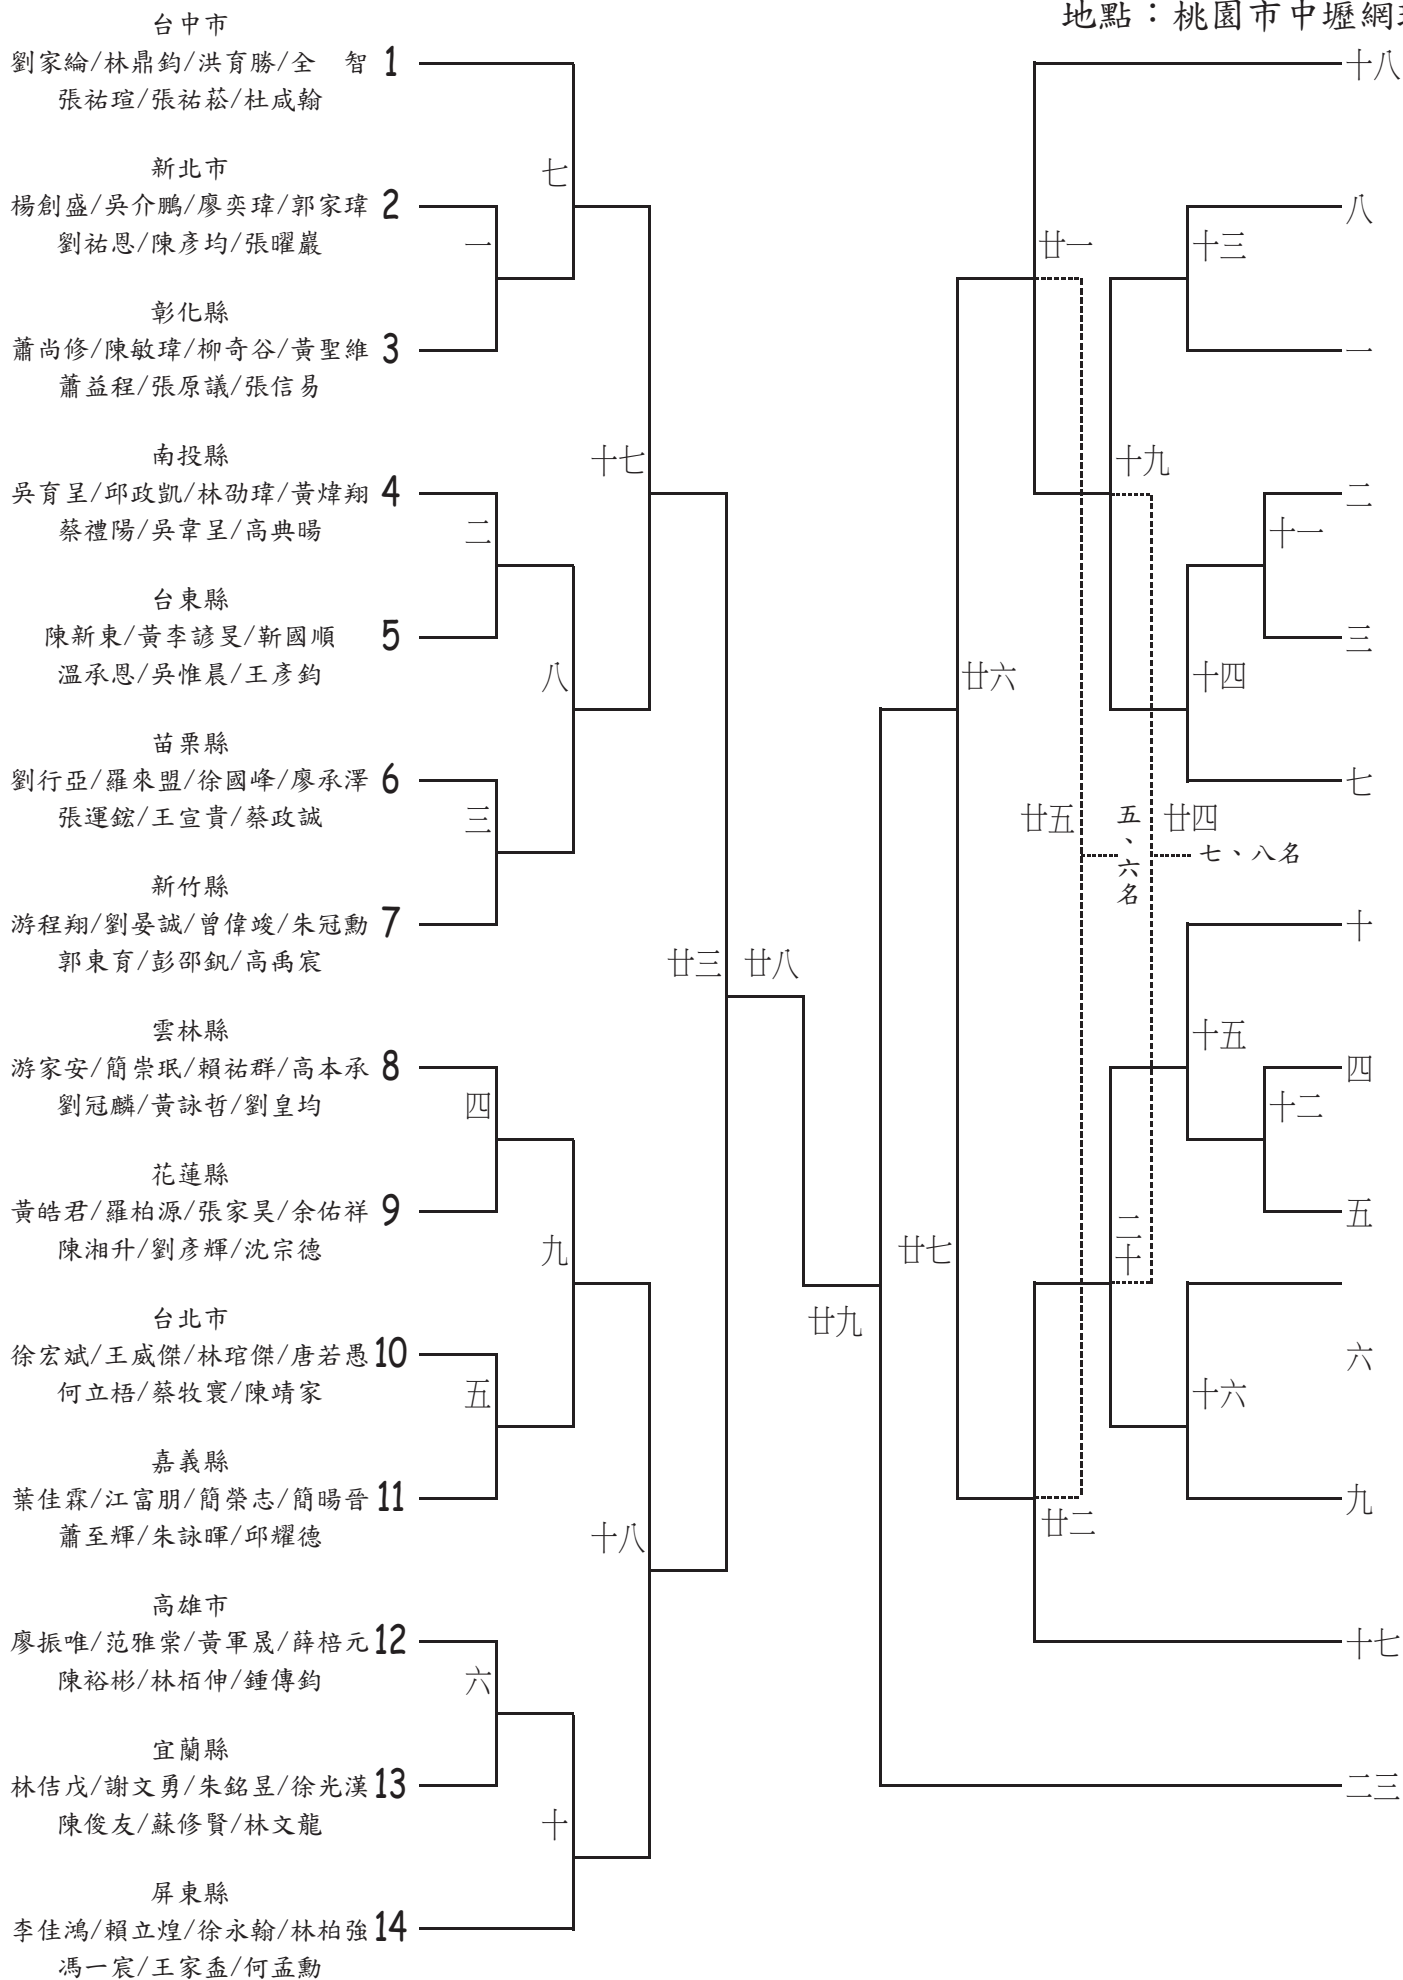 地點：桃園市中壢網
台中市
劉家綸/林鼎鈞/洪育勝/全　智 1
張祐瑄/張祐菘/杜咸翰
新北市
楊創盛/吳介鵬/廖奕瑋/郭家瑋 2
劉祐恩/陳彥均/張曜巖
彰化縣
蕭尚修/陳敏瑋/柳奇谷/黃聖維 3
蕭益程/張原議/張信易
南投縣
吳育呈/邱政凱/林劭瑋/黃煒翔 4
蔡禮陽/吳韋呈/高典暘
台東縣
陳新東/黃李諺旻/靳國順 5
溫承恩/吳惟晨/王彥鈞
苗栗縣
劉行亞/羅來盟/徐國峰/廖承澤 6
張運鋐/王宣貴/蔡政誠
新竹縣
游程翔/劉晏誠/曾偉竣/朱冠勳 7
郭東育/彭邵釩/高禹宸
雲林縣
游家安/簡崇珉/賴祐群/高本承 8
劉冠麟/黃詠哲/劉皇均
花蓮縣
黃皓君/羅柏源/張家昊/余佑祥 9
陳湘升/劉彥輝/沈宗德
台北市
徐宏斌/王威傑/林琯傑/唐若愚 10
何立梧/蔡牧寰/陳靖家
嘉義縣
葉佳霖/江富朋/簡榮志/簡暘晉 11
蕭至輝/朱詠暉/邱耀德
高雄市
廖振唯/范雅棠/黃軍晟/薛棓元 12
陳裕彬/林栢伸/鍾傳鈞
宜蘭縣
林佶戊/謝文勇/朱銘昱/徐光漢 13
陳俊友/蘇修賢/林文龍
屏東縣
李佳鴻/賴立煌/徐永翰/林柏強 14
馮一宸/王家盉/何孟勳
一
二
三
四
五
六
七
八
九
十
十七
十八
廿三
廿八
廿九
廿七
廿六
廿一
廿五
廿二
五、六名
廿四
七、八名
十九
二十
十三
十四
十五
十六
十一
十二
十八
八
一
二
三
七
十
四
五
六
九
十七
二三